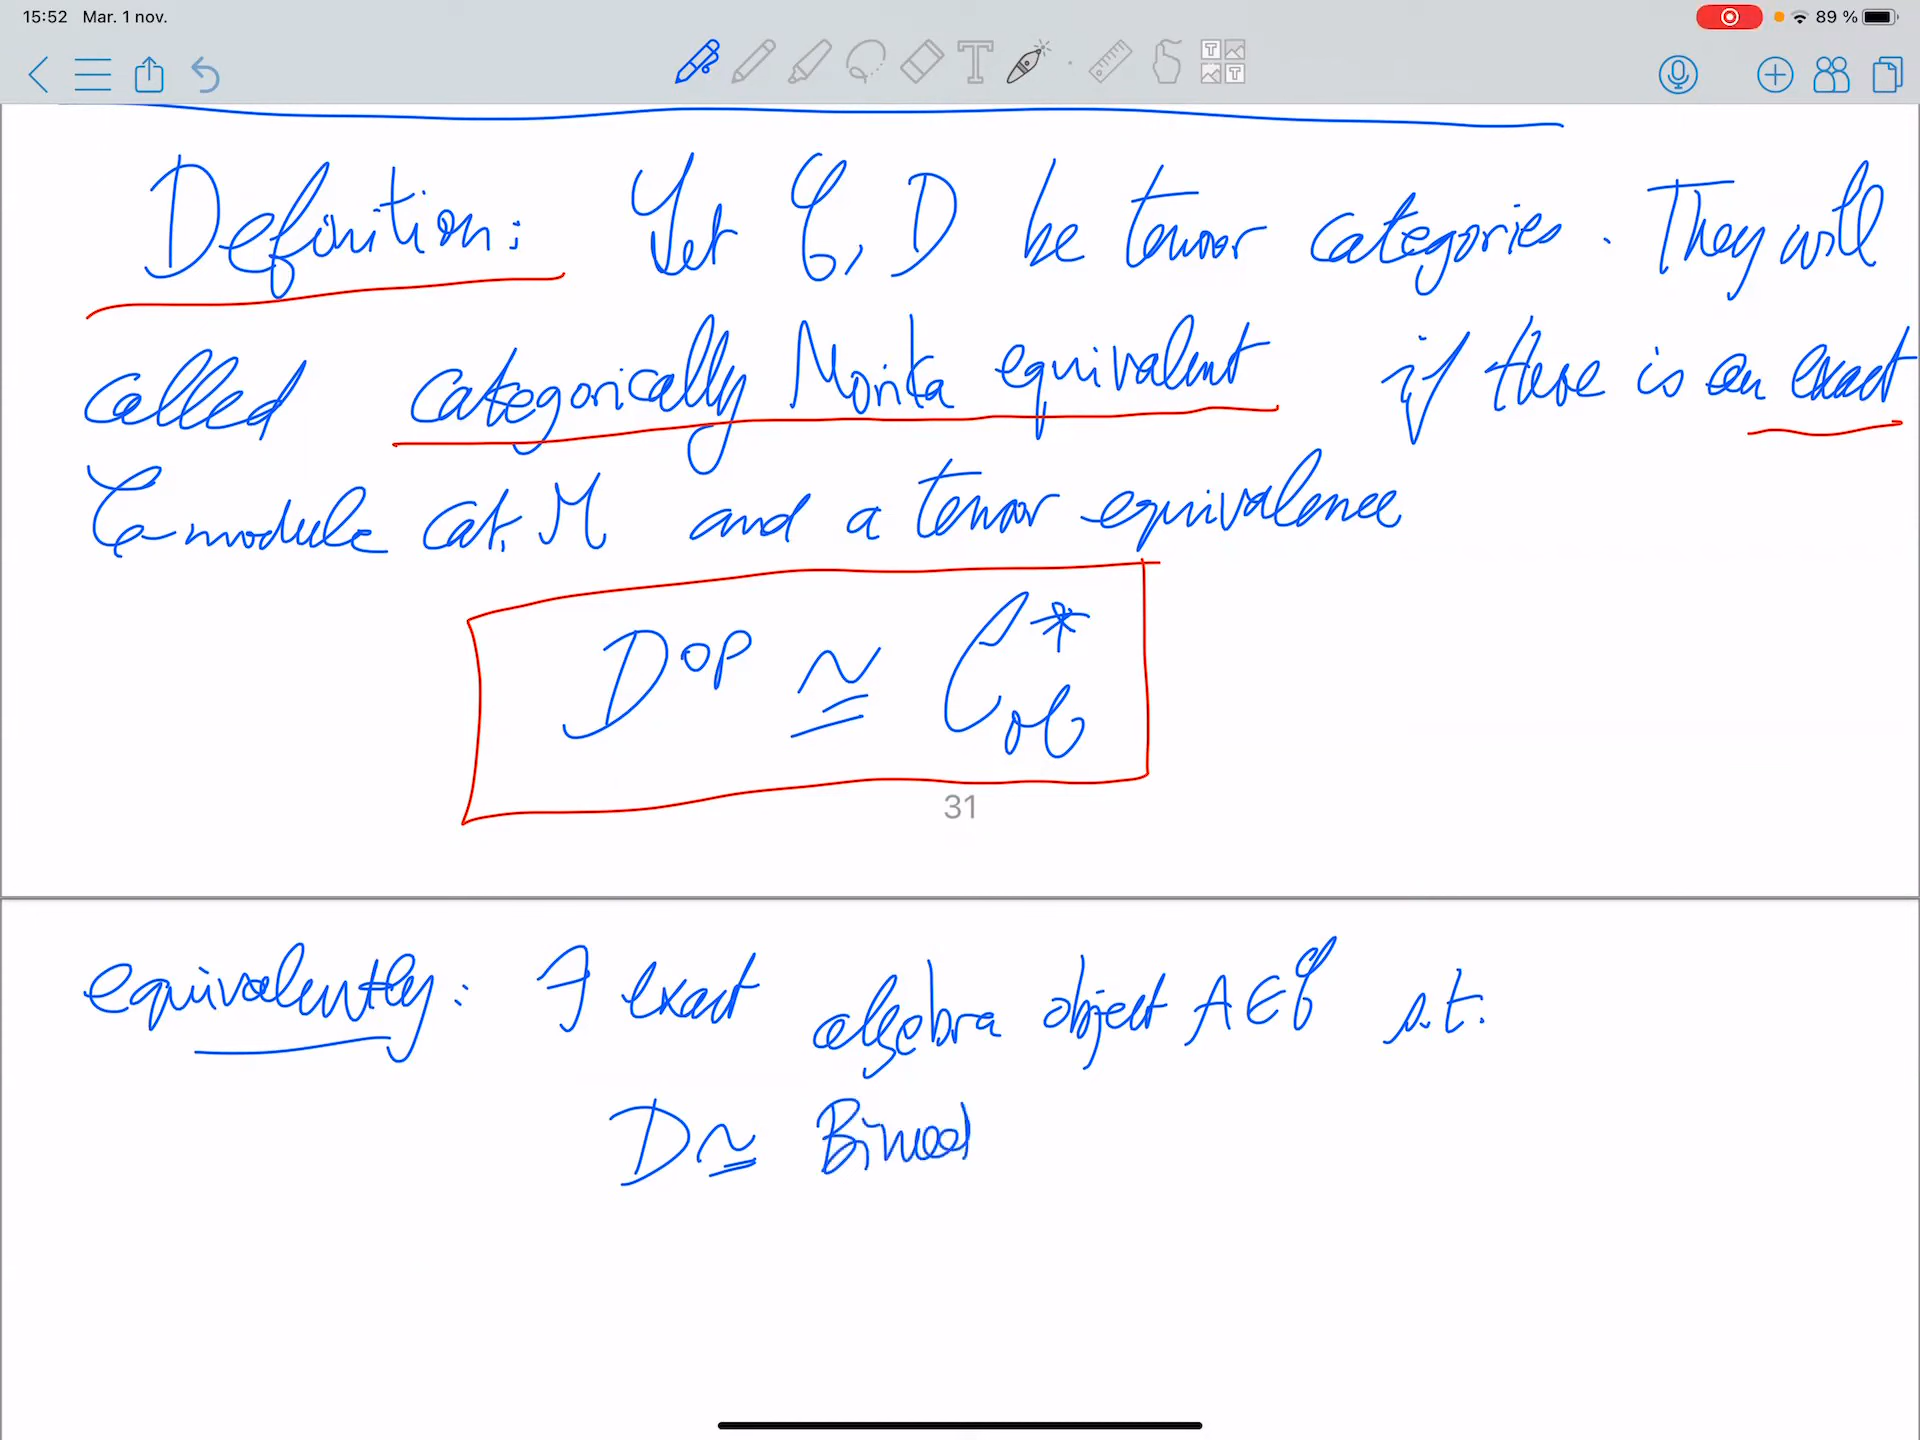 15:52 Mar. 1 nov. 89 %
Definition: Let C, D be tensor categories. They will
called categorically Morita equivalent if there is an exact
C-module cat. M and a tensor equivalence
D^op ≅ C*_M
31
equivalently: ∃ exact algebra object A ∈ C s.t.
D ≅ Bimod